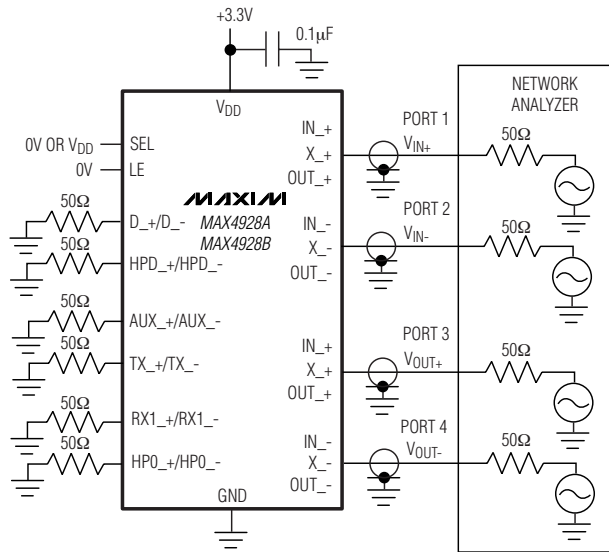 +3.3V
0.1µF
VDD
NETWORK
ANALYZER
0V OR VDD
SEL
0V
LE
MAXIM
MAX4928A
MAX4928B
50Ω
D_+/D_-
50Ω
HPD_+/HPD_-
50Ω
AUX_+/AUX_-
50Ω
TX_+/TX_-
50Ω
RX1_+/RX1_-
50Ω
HP0_+/HP0_-
GND
IN_+
X_+
OUT_+
PORT 1
VIN+
50Ω
IN_-
X_-
OUT_-
PORT 2
VIN-
50Ω
IN_+
X_+
OUT_+
PORT 3
VOUT+
50Ω
IN_-
X_-
OUT_-
PORT 4
VOUT-
50Ω